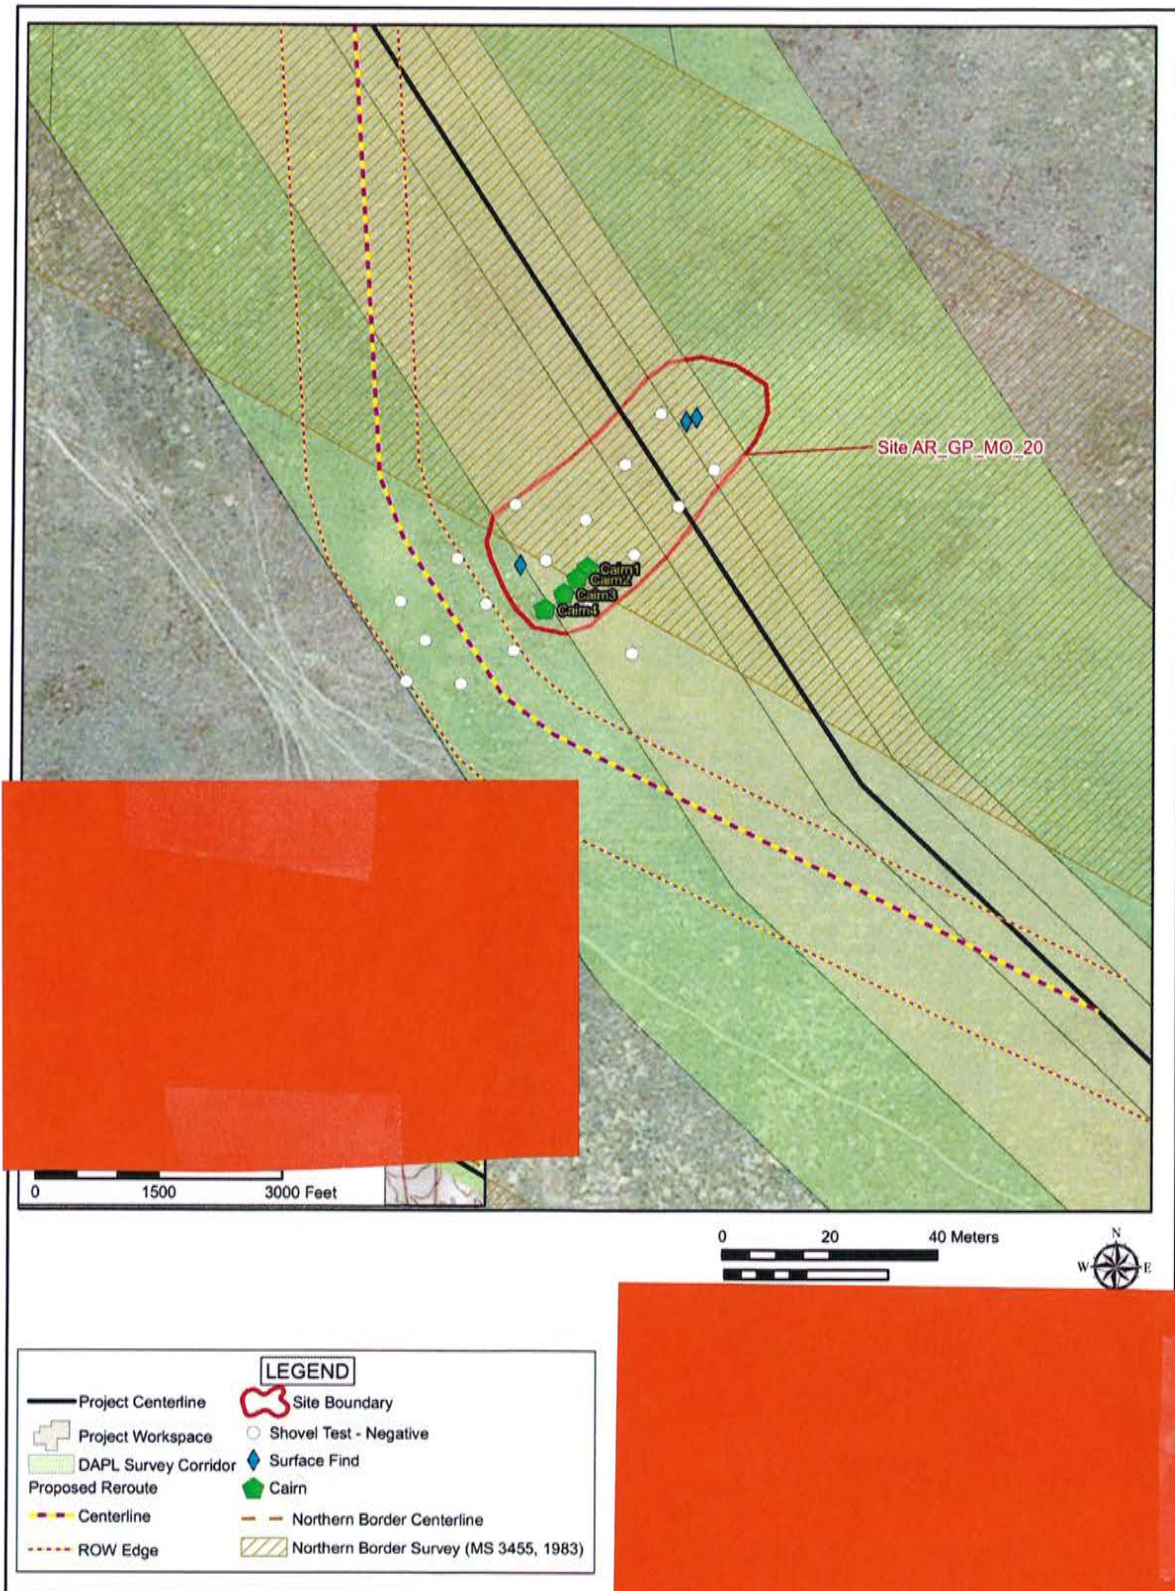 Site AR_GP_MO_20
Cairn1
Cairn2
Cairn3
Cairn4
0 1500 3000 Feet
0 20 40 Meters
N
W E
LEGEND
Project Centerline
Site Boundary
Project Workspace
Shovel Test - Negative
DAPL Survey Corridor
Surface Find
Proposed Reroute
Cairn
Centerline
Northern Border Centerline
ROW Edge
Northern Border Survey (MS 3455, 1983)